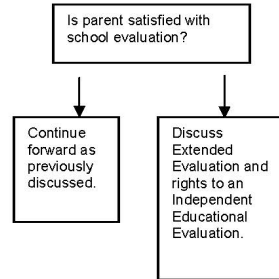 Is parent satisfied with
school evaluation?
Continue
forward as
previously
discussed.
Discuss
Extended
Evaluation and
rights to an
Independent
Educational
Evaluation.